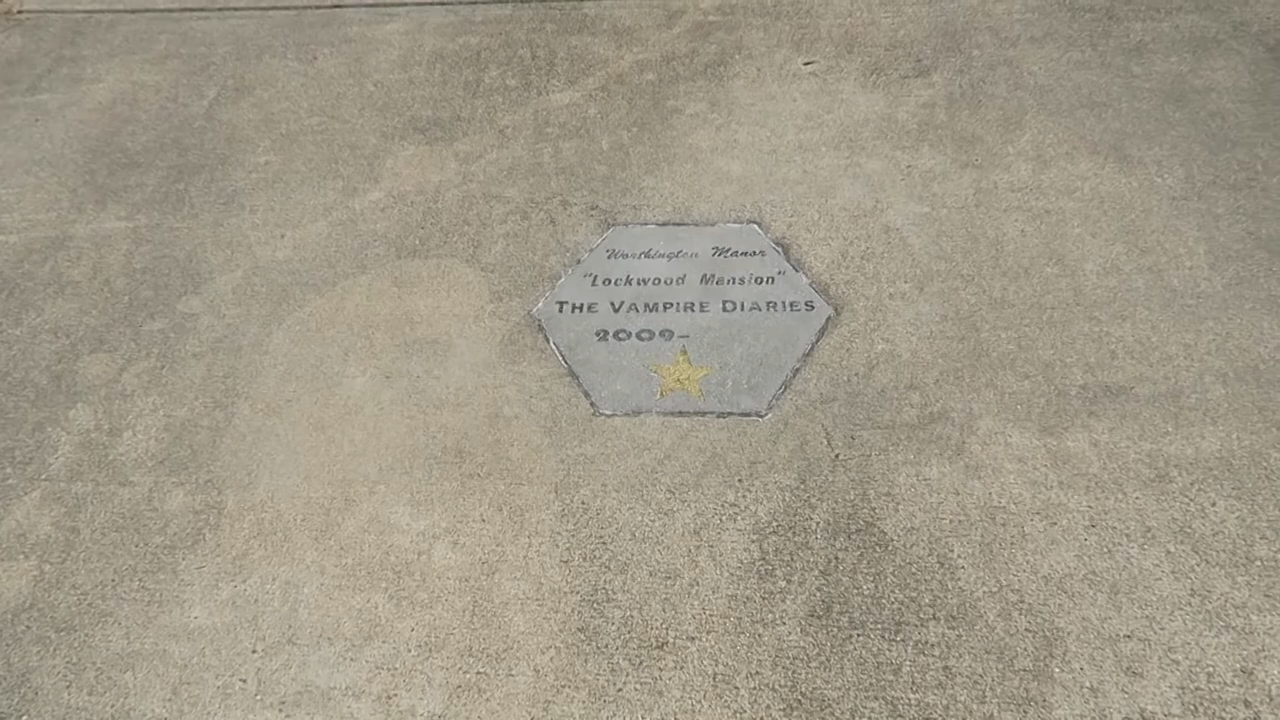 Worthington Manor
"Lockwood Mansion"
THE VAMPIRE DIARIES
2009-